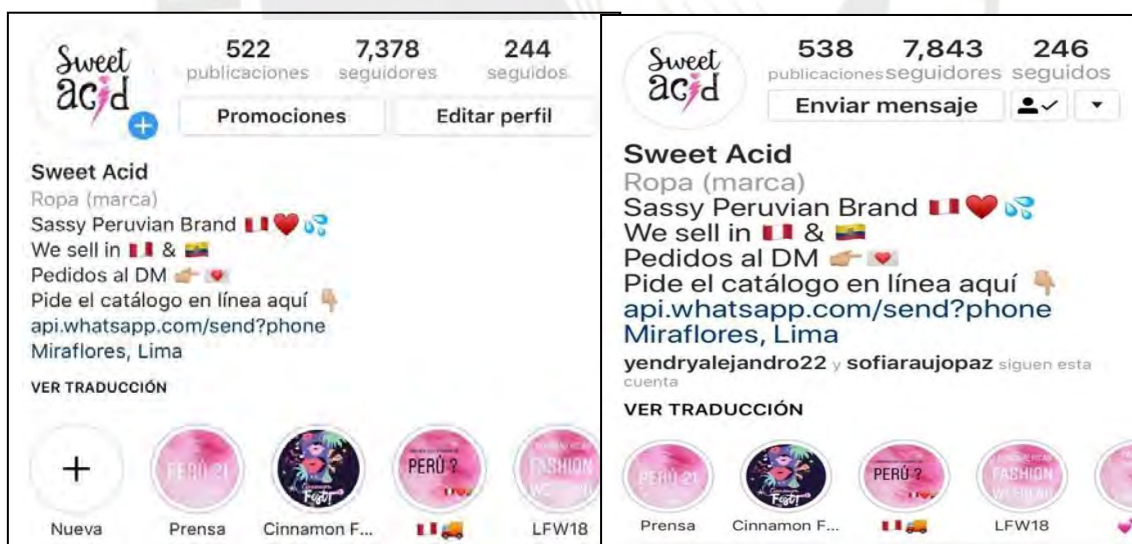 Sweet
acid
522 7,378 244
publicaciones seguidores seguidos
Promociones Editar perfil
Sweet Acid
Ropa (marca)
Sassy Peruvian Brand 🇵🇪❤️💦
We sell in 🇵🇪 & 🇪🇨
Pedidos al DM 👉🏼💌
Pide el catálogo en línea aquí 👇🏼
api.whatsapp.com/send?phone
Miraflores, Lima
VER TRADUCCIÓN
PERÚ 21
Cinnamon
Fest
PERÚ ?
FASHION
Nueva Prensa Cinnamon F... 🇵🇪🚚 LFW18
Sweet
acid
538 7,843 246
publicaciones seguidores seguidos
Enviar mensaje
Sweet Acid
Ropa (marca)
Sassy Peruvian Brand 🇵🇪❤️💦
We sell in 🇵🇪 & 🇪🇨
Pedidos al DM 👉🏼💌
Pide el catálogo en línea aquí 👇🏼
api.whatsapp.com/send?phone
Miraflores, Lima
yendryalejandro22 y sofiaraujopaz siguen esta
cuenta
VER TRADUCCIÓN
PERÚ 21
Fest
PERÚ ?
FASHION
WEEKEND
Prensa Cinnamon F... 🇵🇪🚚 LFW18